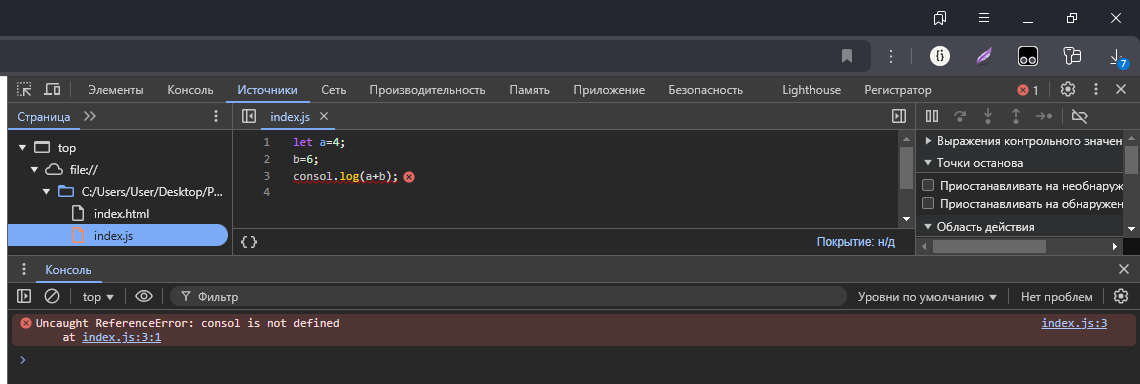 7
Элементы Консоль Источники Сеть Производительность Память Приложение Безопасность Lighthouse Регистратор 1
Страница
index.js
top
file://
C:/Users/User/Desktop/P...
index.html
index.js
1 let a=4;
2 b=6;
3 consol.log(a+b);
4
{}
Покрытие: н/д
Выражения контрольного значен
Точки останова
Приостанавливать на необнаруж
Приостанавливать на обнаружен
Область действия
Консоль
top Фильтр Уровни по умолчанию Нет проблем
Uncaught ReferenceError: consol is not defined index.js:3
at index.js:3:1